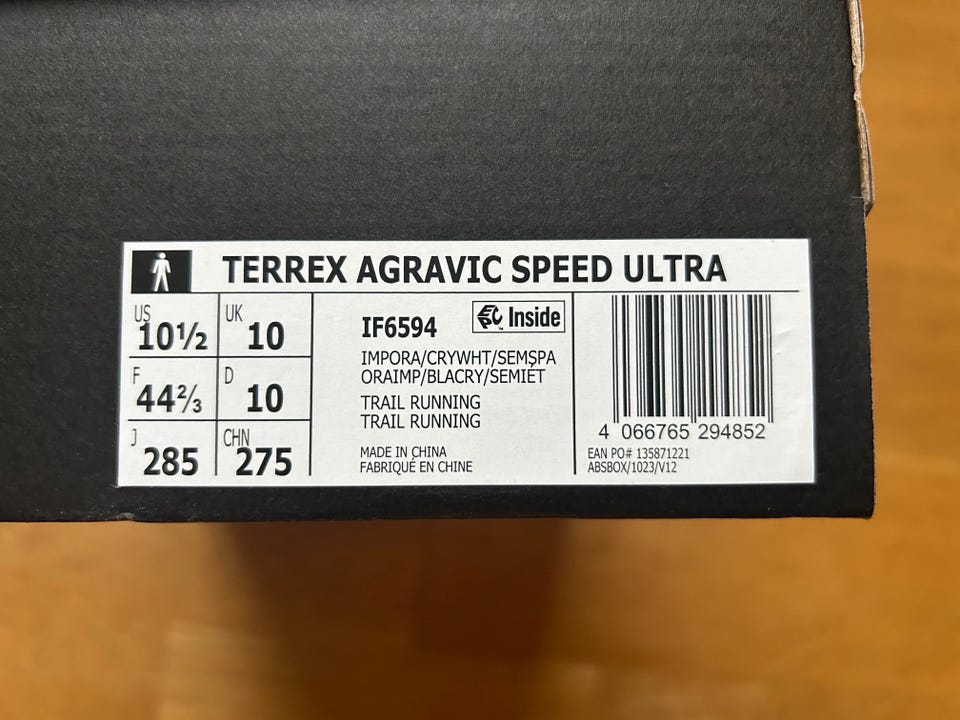 TERREX AGRAVIC SPEED ULTRA
US 10½ UK 10
F 44⅔ D 10
J 285 CHN 275
IF6594
Inside
™
IMPORA/CRYWHT/SEMSPA
ORAIMP/BLACRY/SEMIET
TRAIL RUNNING
TRAIL RUNNING
MADE IN CHINA
FABRIQUÉ EN CHINE
4 066765 294852
EAN PO# 135871221
ABSBOX/1023/V12